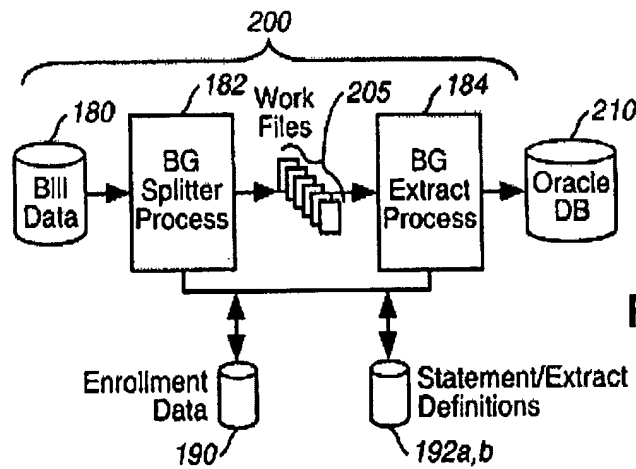 200
182
Work
Files
205
184
180
210
Bill
Data
BG
Splitter
Process
BG
Extract
Process
Oracle
DB
Enrollment
Data
190
Statement/Extract
Definitions
192a,b